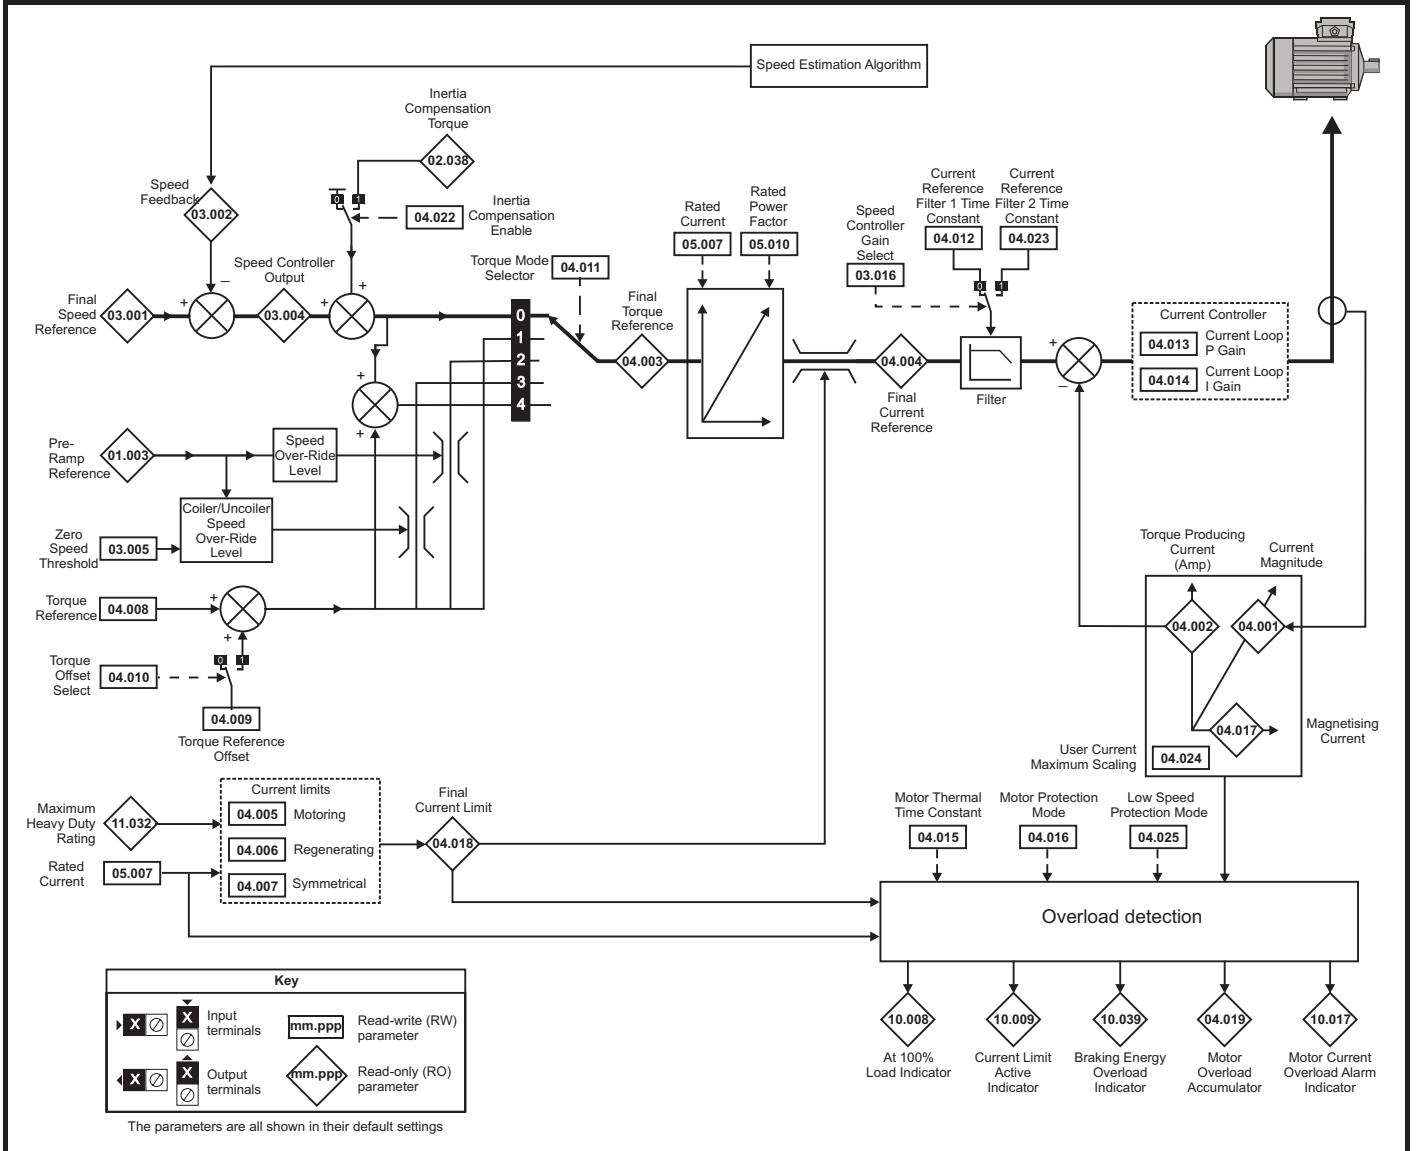 Speed Estimation Algorithm
Inertia
Compensation
Torque
02.038
Speed
Feedback
03.002
0
1
04.022
Inertia
Compensation
Enable
Speed Controller
Output
Final
Speed
Reference
03.001
+
–
03.004
+
+
Torque Mode
Selector
04.011
0
1
2
3
4
Final
Torque
Reference
04.003
Rated
Current
05.007
Rated
Power
Factor
05.010
Speed
Controller
Gain
Select
03.016
Current
Reference
Filter 1 Time
Constant
04.012
Current
Reference
Filter 2 Time
Constant
04.023
0
1
04.004
Final
Current
Reference
Filter
+
–
Current Controller
04.013
Current Loop
P Gain
04.014
Current Loop
I Gain
+
+
Pre-
Ramp
Reference
01.003
Speed
Over-Ride
Level
Coiler/Uncoiler
Speed
Over-Ride
Level
Zero
Speed
Threshold
03.005
Torque
Reference
04.008
+
+
Torque
Offset
Select
04.010
0
1
04.009
Torque Reference
Offset
Torque Producing
Current
(Amp)
Current
Magnitude
04.002
04.001
04.017
Magnetising
Current
User Current
Maximum Scaling
04.024
Maximum
Heavy Duty
Rating
11.032
Rated
Current
05.007
Current limits
04.005
Motoring
04.006
Regenerating
04.007
Symmetrical
Final
Current Limit
04.018
Motor Thermal
Time Constant
04.015
Motor Protection
Mode
04.016
Low Speed
Protection Mode
04.025
Overload detection
10.008
At 100%
Load Indicator
10.009
Current Limit
Active
Indicator
10.039
Braking Energy
Overload
Indicator
04.019
Motor
Overload
Accumulator
10.017
Motor Current
Overload Alarm
Indicator
Key
X
X
Input
terminals
mm.ppp
Read-write (RW)
parameter
X
X
Output
terminals
mm.ppp
Read-only (RO)
parameter
The parameters are all shown in their default settings